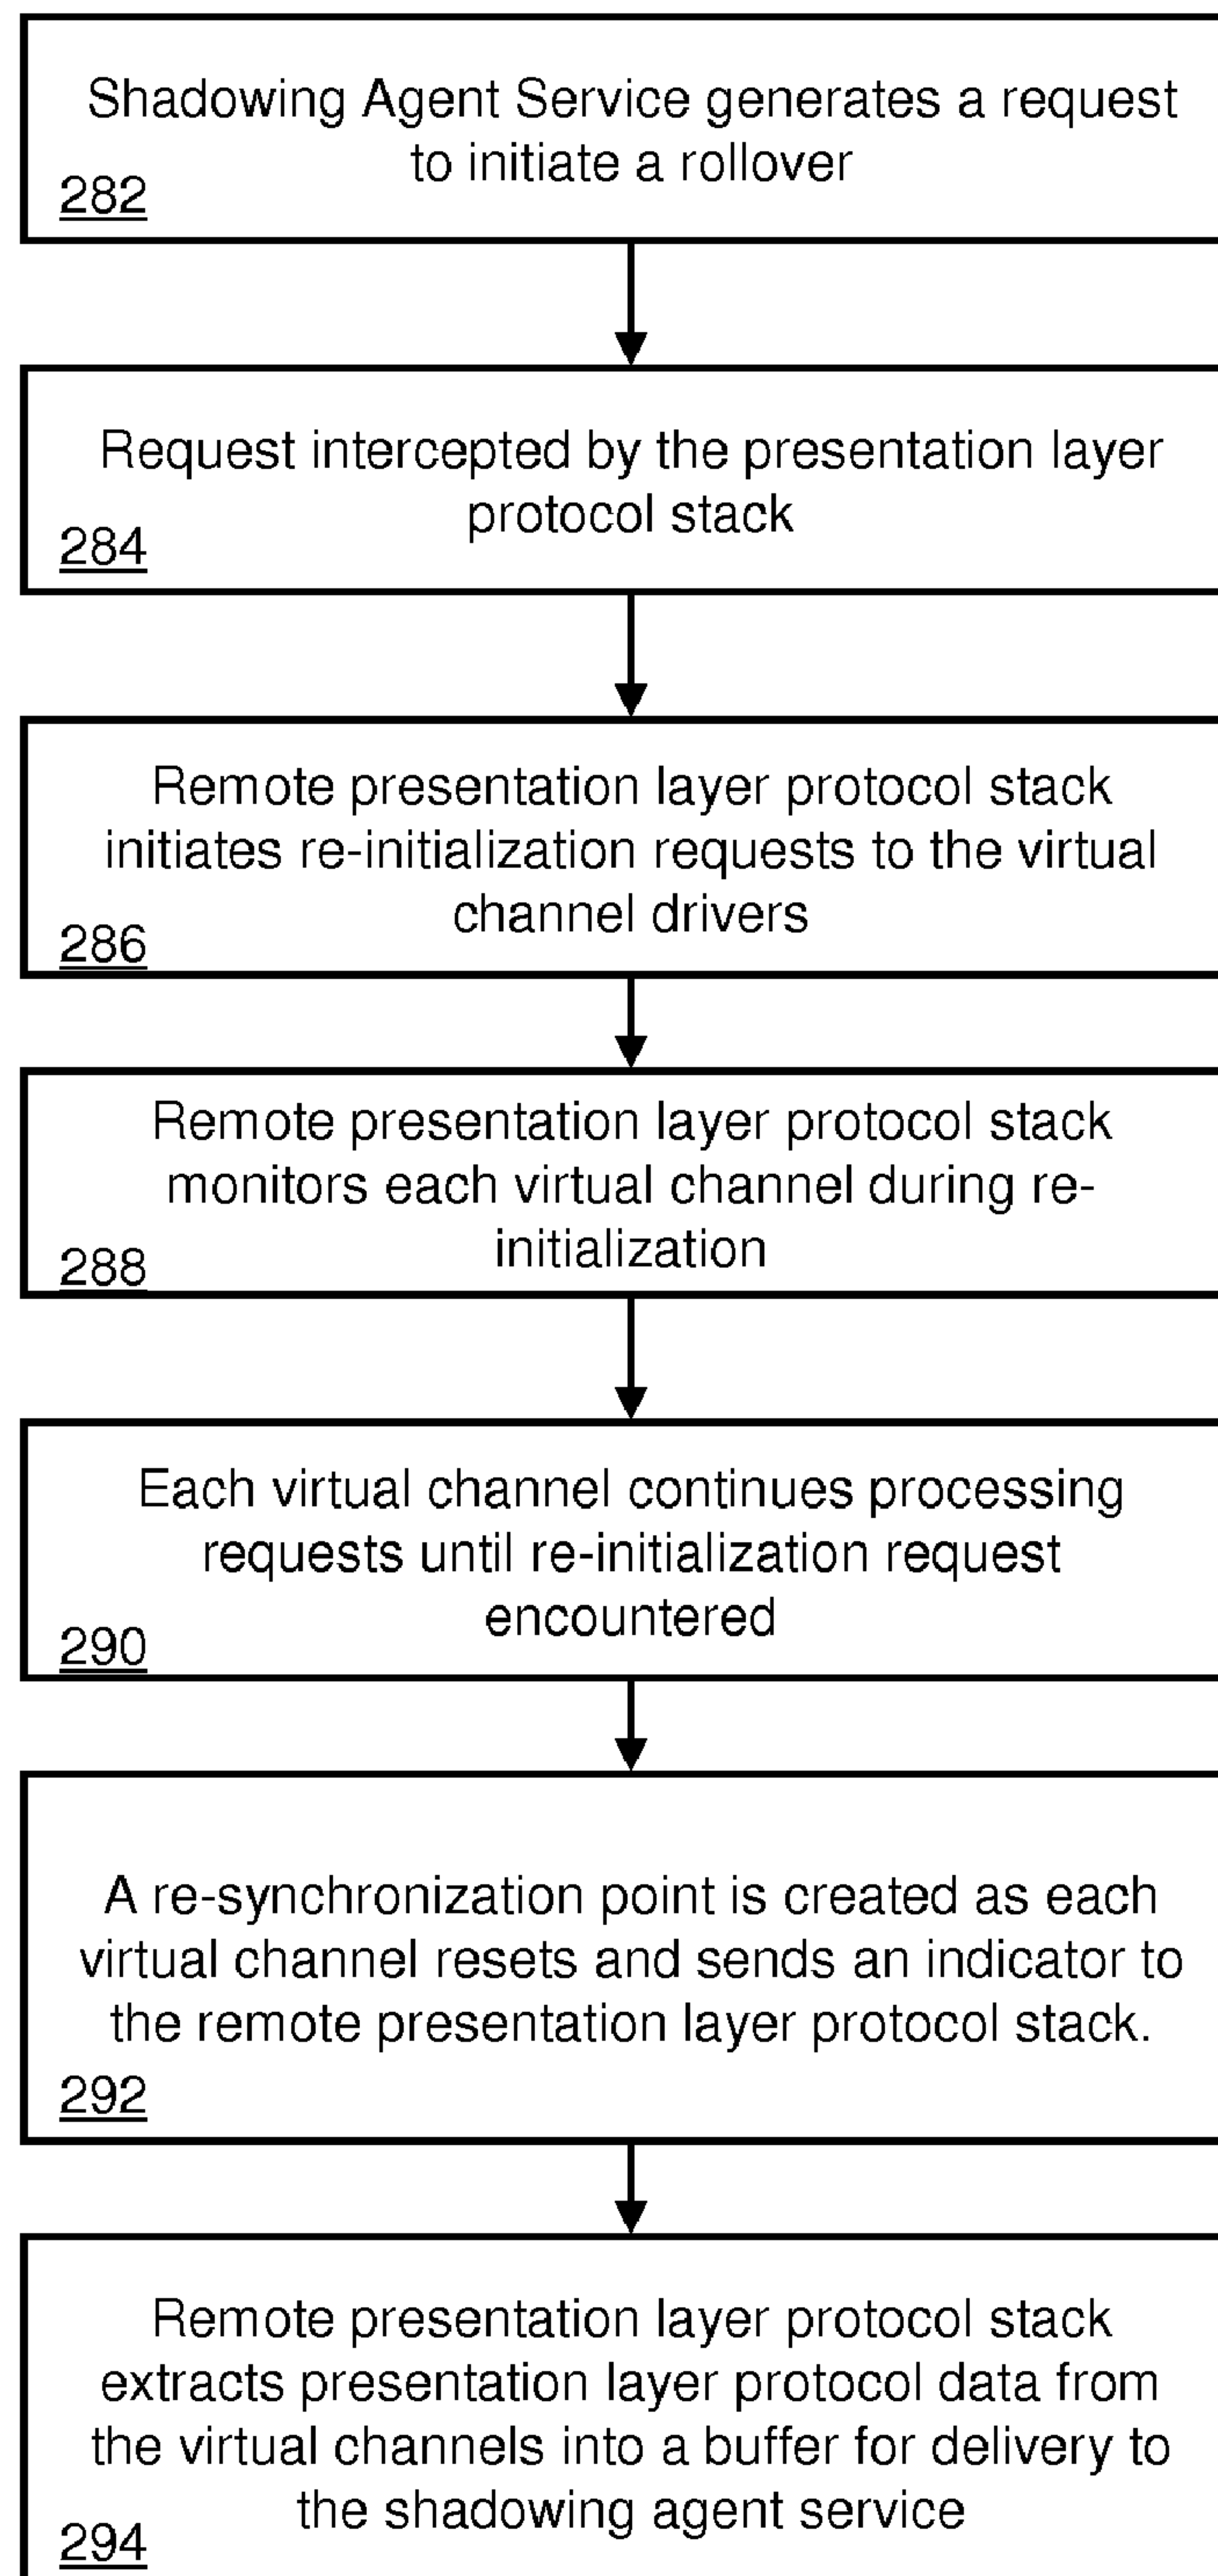 Shadowing Agent Service generates a request
to initiate a rollover
282
Request intercepted by the presentation layer
protocol stack
284
Remote presentation layer protocol stack
initiates re-initialization requests to the virtual
channel drivers
286
Remote presentation layer protocol stack
monitors each virtual channel during re-
initialization
288
Each virtual channel continues processing
requests until re-initialization request
encountered
290
A re-synchronization point is created as each
virtual channel resets and sends an indicator to
the remote presentation layer protocol stack.
292
Remote presentation layer protocol stack
extracts presentation layer protocol data from
the virtual channels into a buffer for delivery to
the shadowing agent service
294